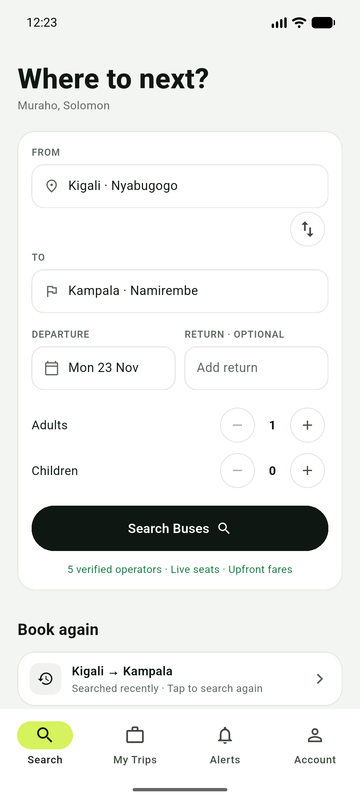 12:23
Where to next?
Muraho, Solomon
FROM
Kigali · Nyabugogo
TO
Kampala · Namirembe
DEPARTURE
RETURN · OPTIONAL
Mon 23 Nov
Add return
Adults
1
Children
0
Search Buses
5 verified operators · Live seats · Upfront fares
Book again
Kigali → Kampala
Searched recently · Tap to search again
Search
My Trips
Alerts
Account